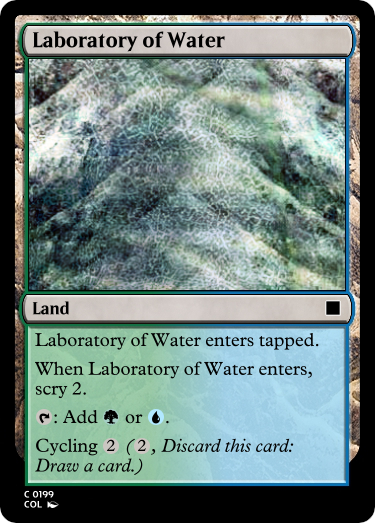 Laboratory of Water
Land
Laboratory of Water enters tapped.
When Laboratory of Water enters,
scry 2.
: Add or .
Cycling 2 (2, Discard this card:
Draw a card.)
C 0199
COL